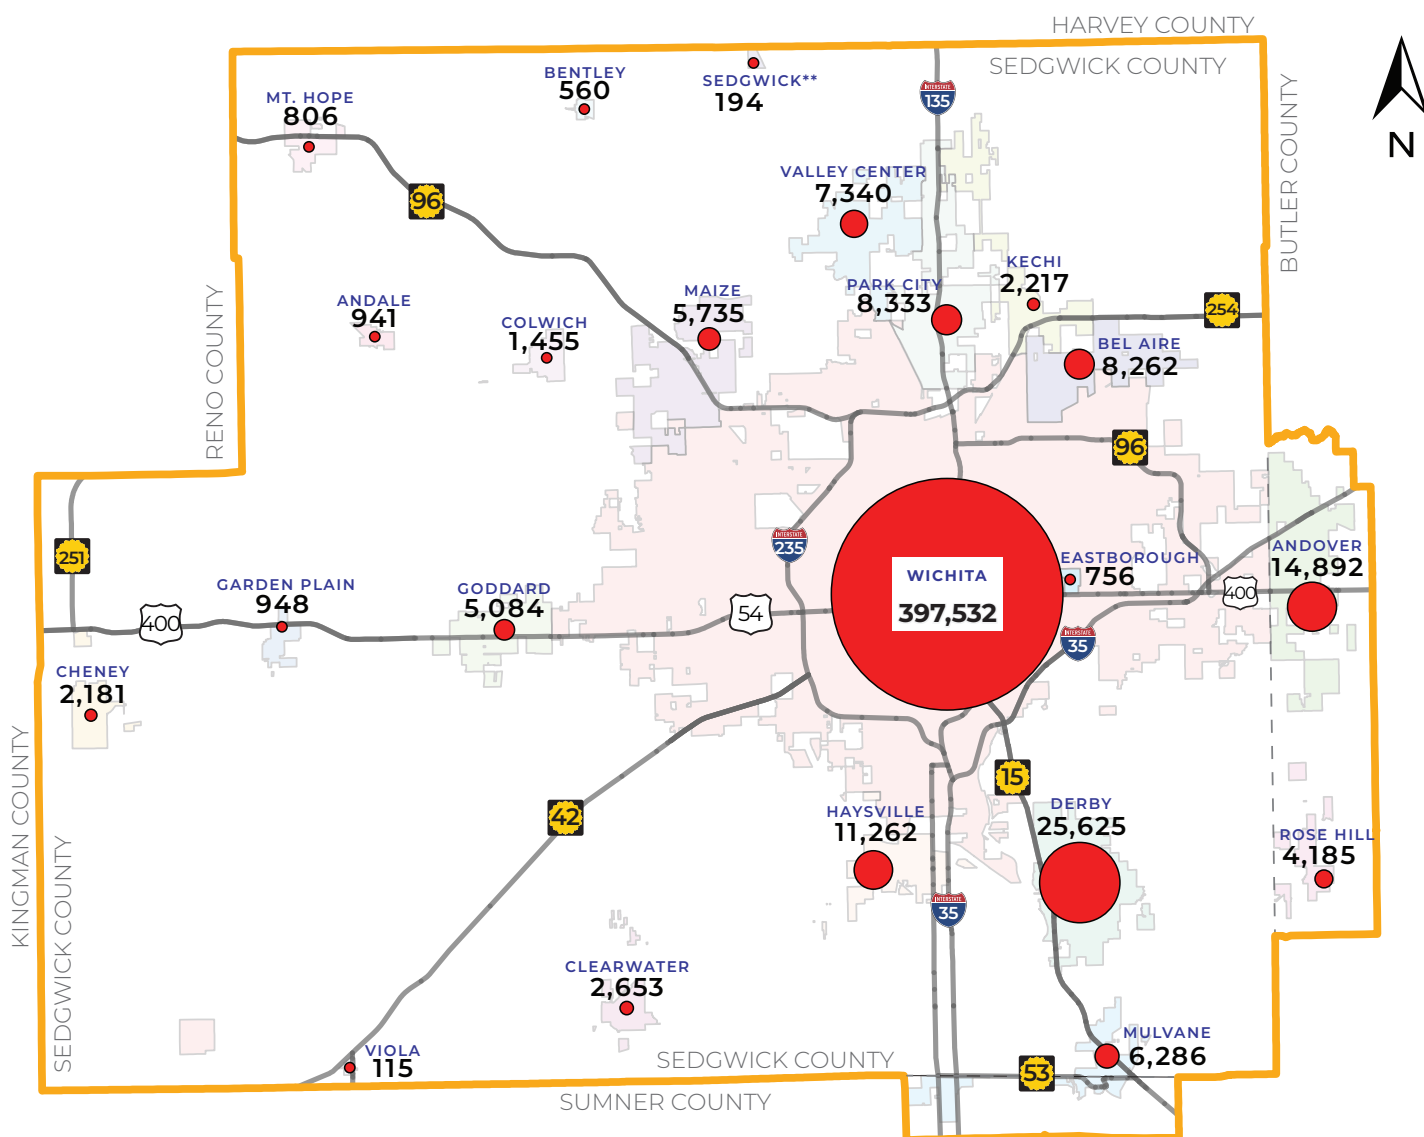 HARVEY COUNTY
SEDGWICK COUNTY
BENTLEY
560
SEDGWICK**
194
MT. HOPE
806
INTERSTATE
135
N
BUTLER COUNTY
VALLEY CENTER
7,340
96
KECHI
2,217
PARK CITY
8,333
MAIZE
5,735
ANDALE
941
COLWICH
1,455
254
BEL AIRE
8,262
RENO COUNTY
96
INTERSTATE
235
251
EASTBOROUGH
756
ANDOVER
14,892
WICHITA
397,532
GARDEN PLAIN
948
GODDARD
5,084
400
54
400
INTERSTATE
35
CHENEY
2,181
KINGMAN COUNTY
SEDGWICK COUNTY
15
42
HAYSVILLE
11,262
DERBY
25,625
ROSE HILL
4,185
INTERSTATE
35
CLEARWATER
2,653
VIOLA
115
SEDGWICK COUNTY
MULVANE
6,286
53
SUMNER COUNTY